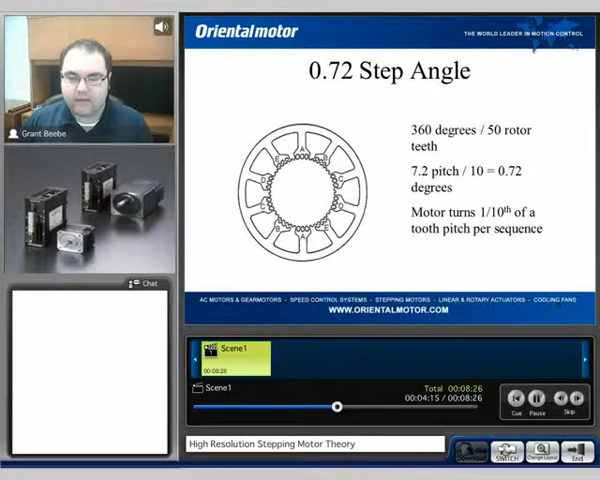 Orientalmotor
THE WORLD LEADER IN MOTION CONTROL
0.72 Step Angle
360 degrees / 50 rotor
teeth
7.2 pitch / 10 = 0.72
degrees
Motor turns 1/10th of a
tooth pitch per sequence
A
B
C
E
D
B
A
E
AC MOTORS & GEARMOTORS – SPEED CONTROL SYSTEMS – STEPPING MOTORS – LINEAR & ROTARY ACTUATORS – COOLING FANS
WWW.ORIENTALMOTOR.COM
Grant Beebe
Chat
Scene1
00:08:26
Scene1
Total 00:08:26
00:04:15 / 00:08:26
Cue
Pause
Skip
High Resolution Stepping Motor Theory
Download
SWITCH
Change Layout
End